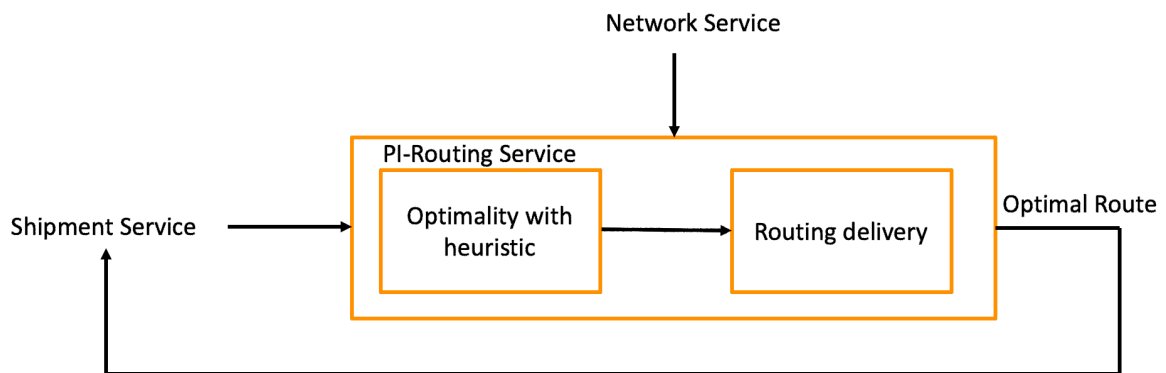 Network Service
PI-Routing Service
Optimality with
heuristic
Routing delivery
Shipment Service
Optimal Route